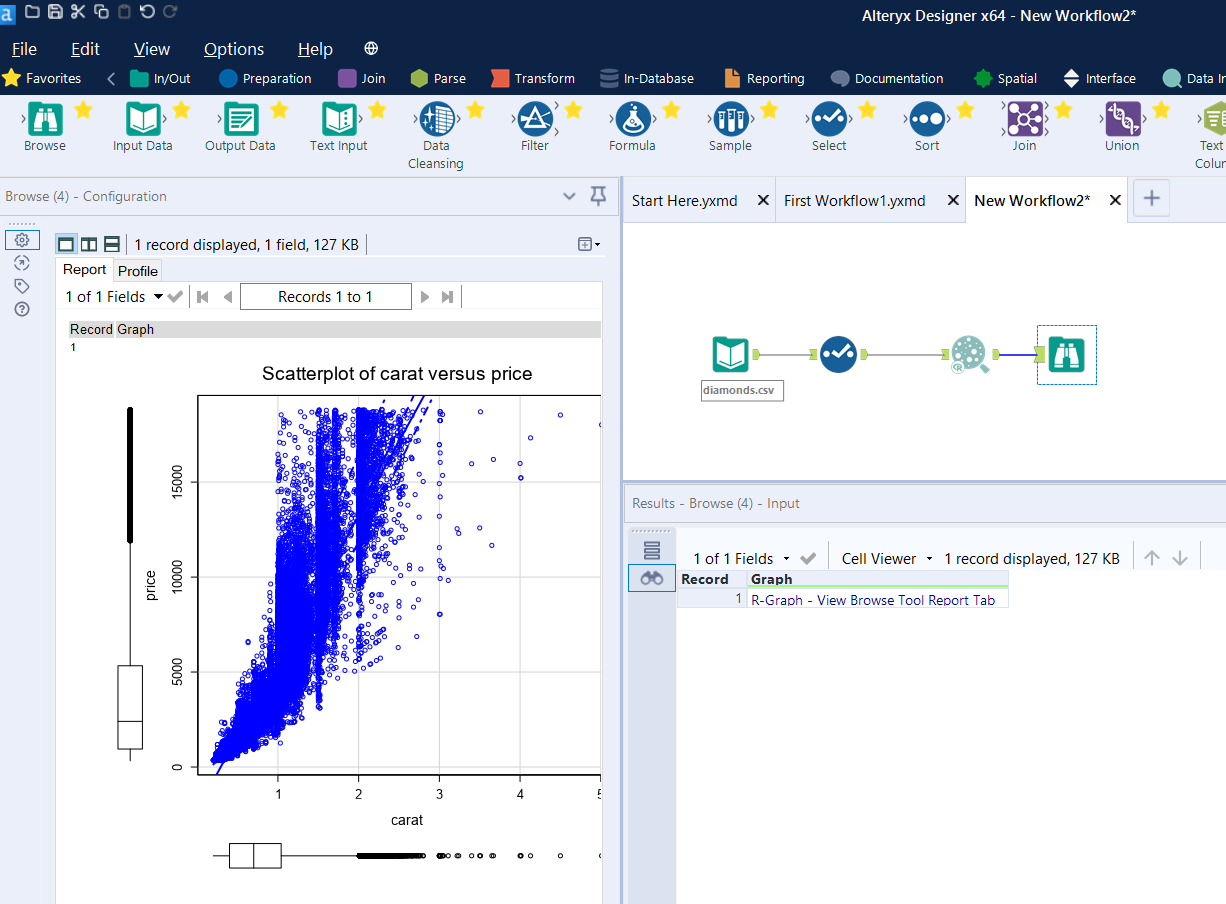 a
Alteryx Designer x64 - New Workflow2*
File Edit View Options Help
Favorites In/Out Preparation Join Parse Transform In-Database Reporting Documentation Spatial Interface Data In
Browse Input Data Output Data Text Input Data Cleansing Filter Formula Sample Select Sort Join Union Text Colum
Browse (4) - Configuration
Start Here.yxmd First Workflow1.yxmd New Workflow2*
1 record displayed, 1 field, 127 KB
Report Profile
1 of 1 Fields Records 1 to 1
Record Graph
1
Scatterplot of carat versus price
price
15000
10000
5000
0
1 2 3 4 5
carat
R
diamonds.csv
Results - Browse (4) - Input
1 of 1 Fields Cell Viewer 1 record displayed, 127 KB
Record Graph
1 R-Graph - View Browse Tool Report Tab